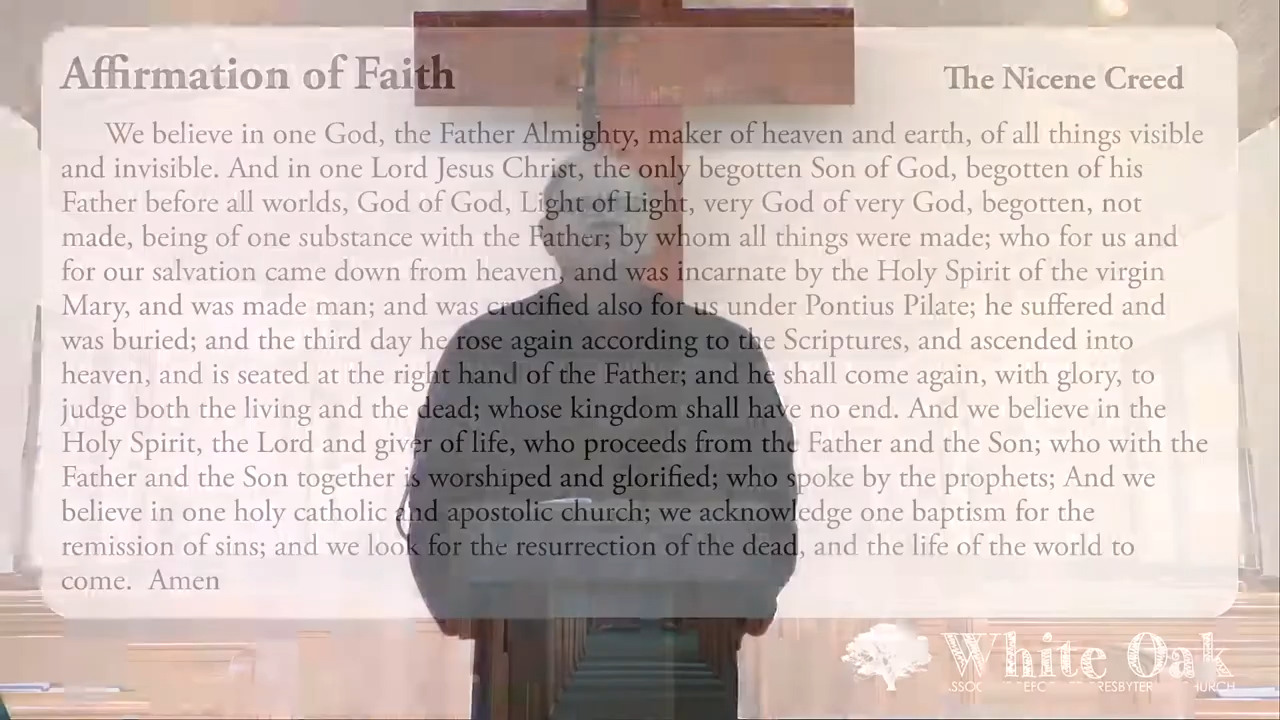 Affirmation of Faith
The Nicene Creed
We believe in one God, the Father Almighty, maker of heaven and earth, of all things visible
and invisible. And in one Lord Jesus Christ, the only begotten Son of God, begotten of his
Father before all worlds, God of God, Light of Light, very God of very God, begotten, not
made, being of one substance with the Father; by whom all things were made; who for us and
for our salvation came down from heaven, and was incarnate by the Holy Spirit of the virgin
Mary, and was made man; and was crucified also for us under Pontius Pilate; he suffered and
was buried; and the third day he rose again according to the Scriptures, and ascended into
heaven, and is seated at the right hand of the Father; and he shall come again, with glory, to
judge both the living and the dead; whose kingdom shall have no end. And we believe in the
Holy Spirit, the Lord and giver of life, who proceeds from the Father and the Son; who with the
Father and the Son together is worshiped and glorified; who spoke by the prophets; And we
believe in one holy catholic and apostolic church; we acknowledge one baptism for the
remission of sins; and we look for the resurrection of the dead, and the life of the world to
come. Amen
White Oak